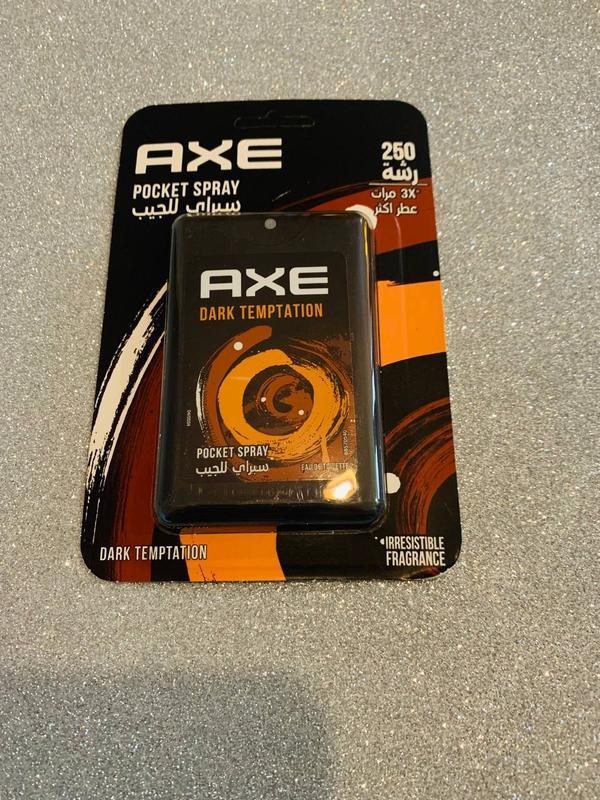 AXE
POCKET SPRAY
سبراي للجيب
250
رشة
3X مرات
عطر اكثر
AXE
DARK TEMPTATION
POCKET SPRAY
سبراي للجيب
EAU DE TOILETTE
DARK TEMPTATION
IRRESISTIBLE
FRAGRANCE